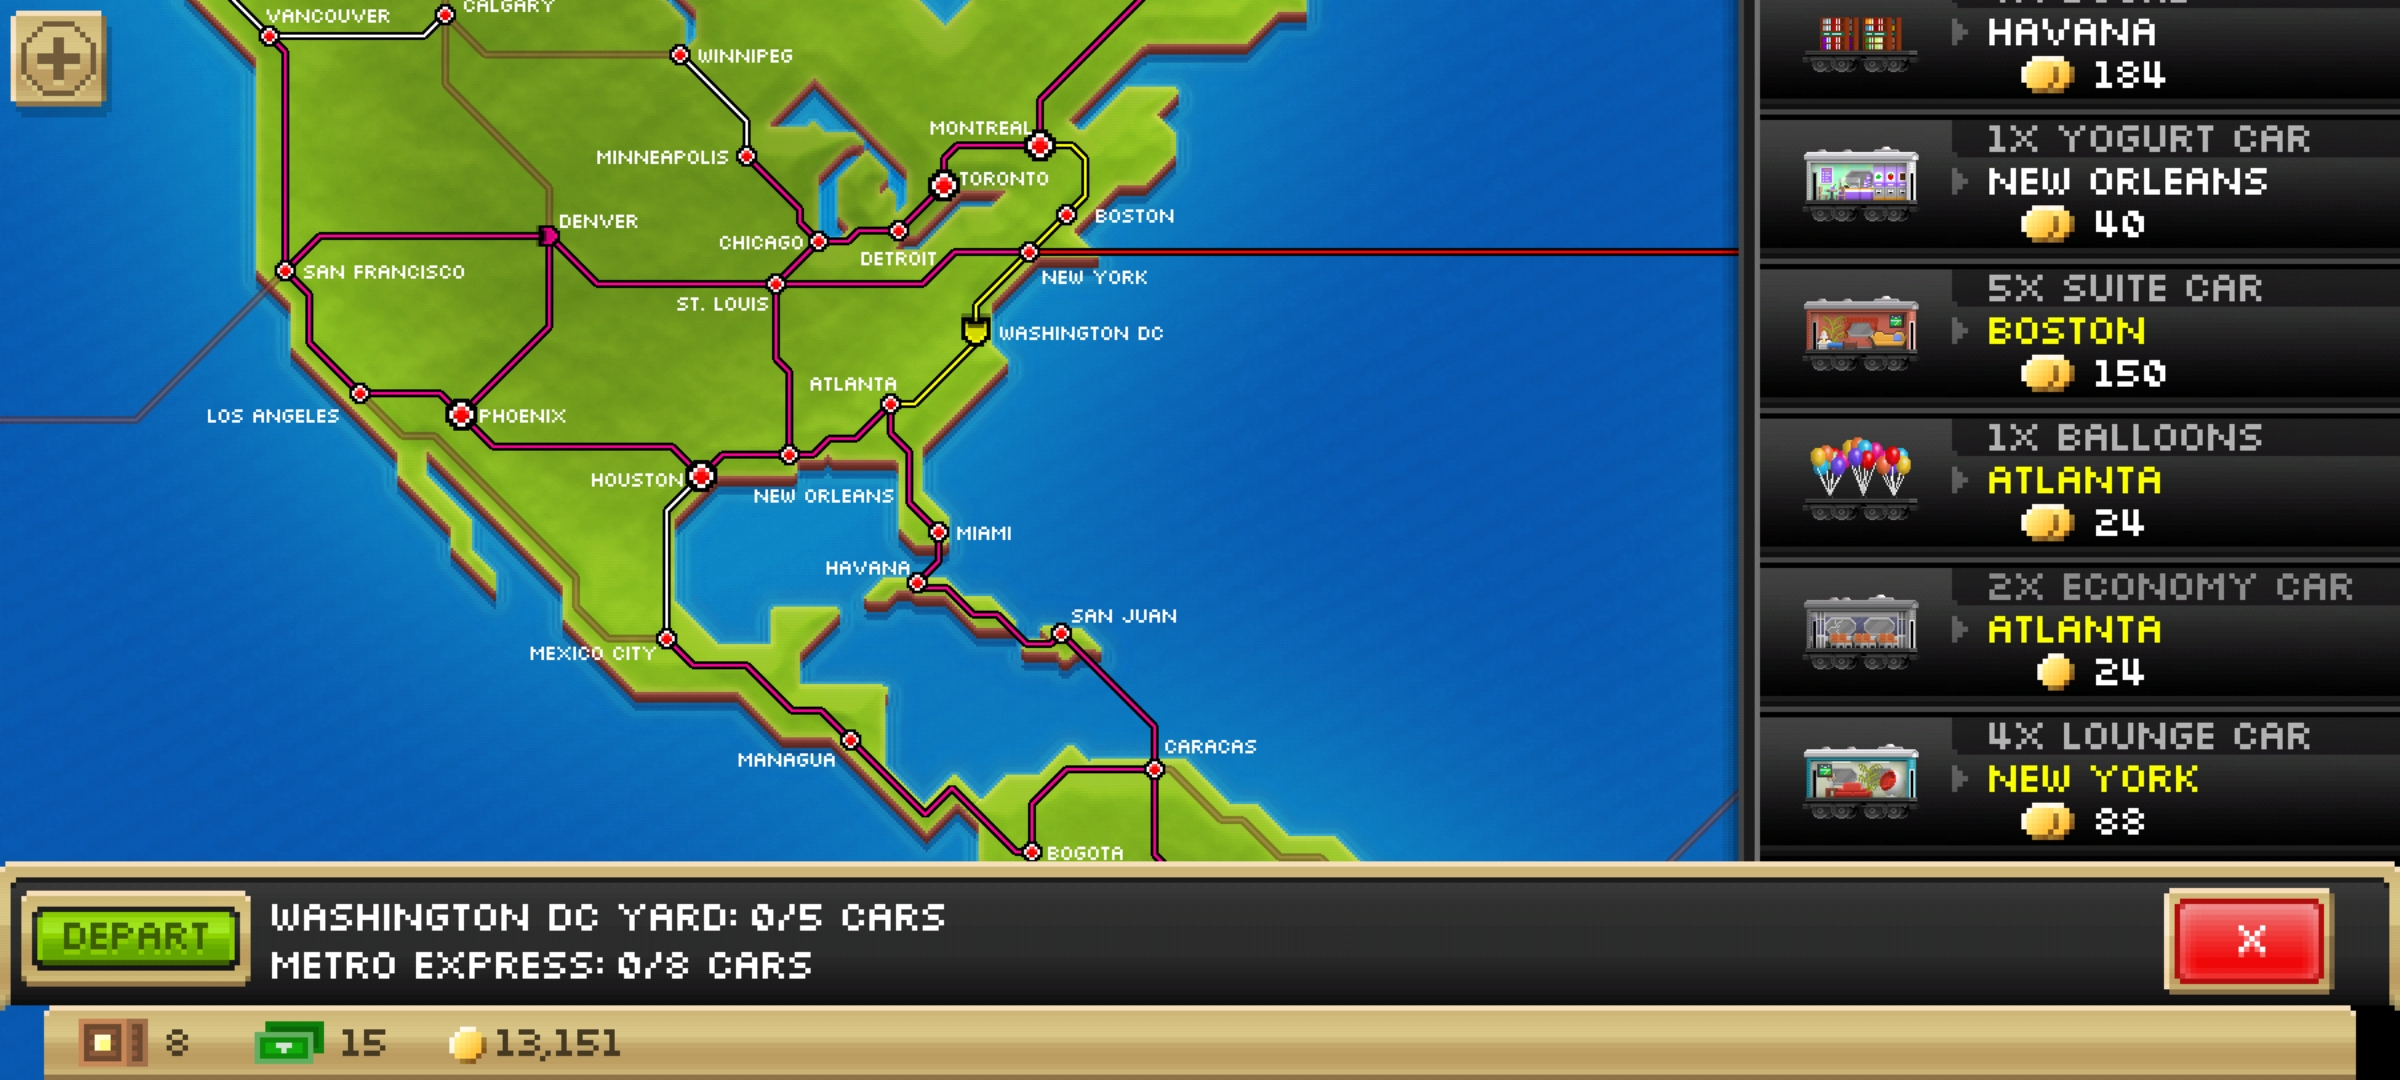 VANCOUVER
CALGARY
WINNIPEG
MONTREAL
MINNEAPOLIS
TORONTO
DENVER
BOSTON
CHICAGO
DETROIT
SAN FRANCISCO
NEW YORK
ST. LOUIS
WASHINGTON DC
ATLANTA
LOS ANGELES
PHOENIX
HOUSTON
NEW ORLEANS
MIAMI
HAVANA
SAN JUAN
MEXICO CITY
CARACAS
MANAGUA
BOGOTA
HAVANA
184
1X YOGURT CAR
NEW ORLEANS
40
5X SUITE CAR
BOSTON
150
1X BALLOONS
ATLANTA
24
2X ECONOMY CAR
ATLANTA
24
4X LOUNGE CAR
NEW YORK
88
DEPART
WASHINGTON DC YARD: 0/5 CARS
METRO EXPRESS: 0/8 CARS
X
8
15
13,151